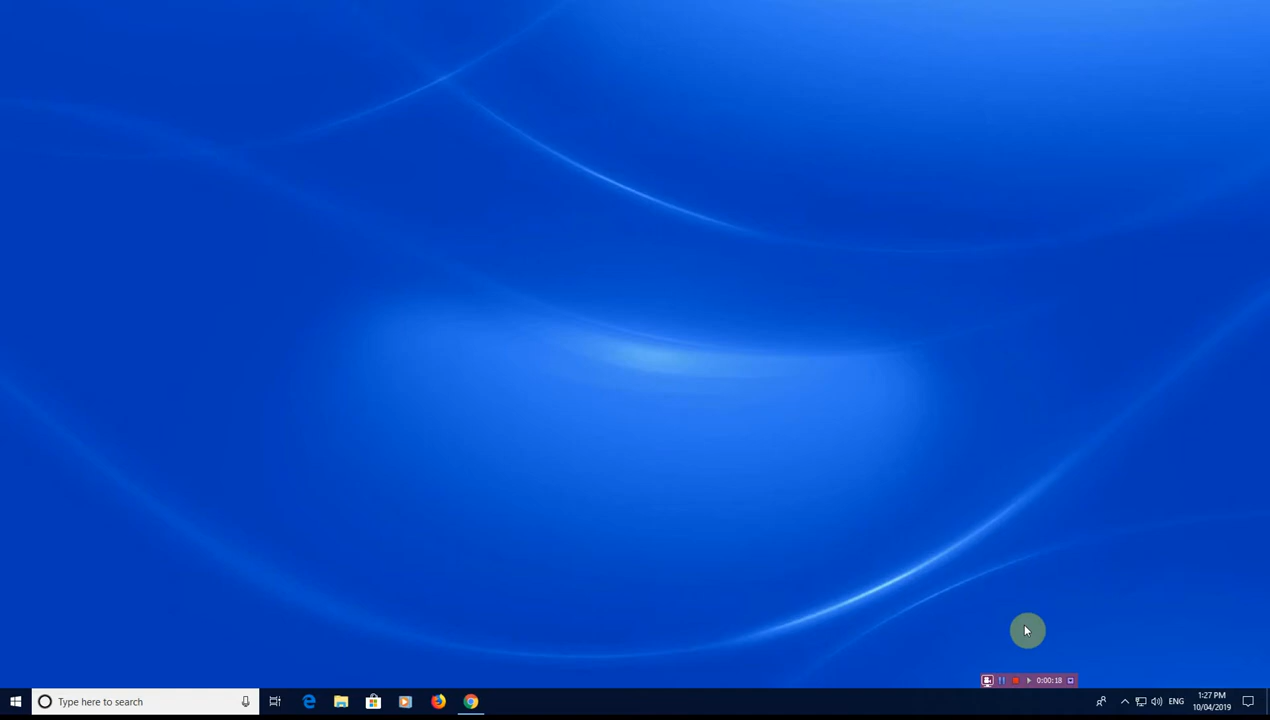 0:00:18
Type here to search
ENG
1:27 PM
10/04/2019